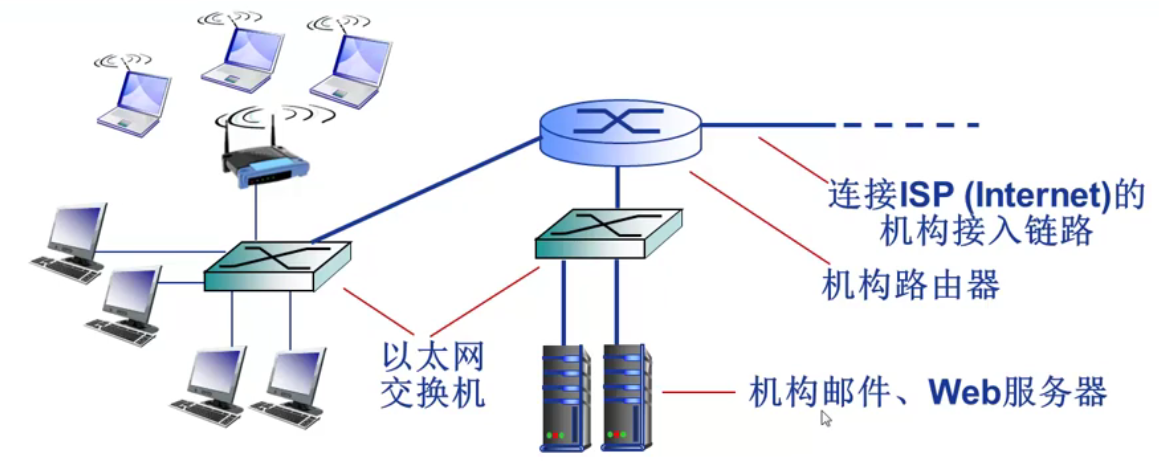 连接ISP (Internet)的
机构接入链路
机构路由器
以太网
交换机
机构邮件、Web服务器